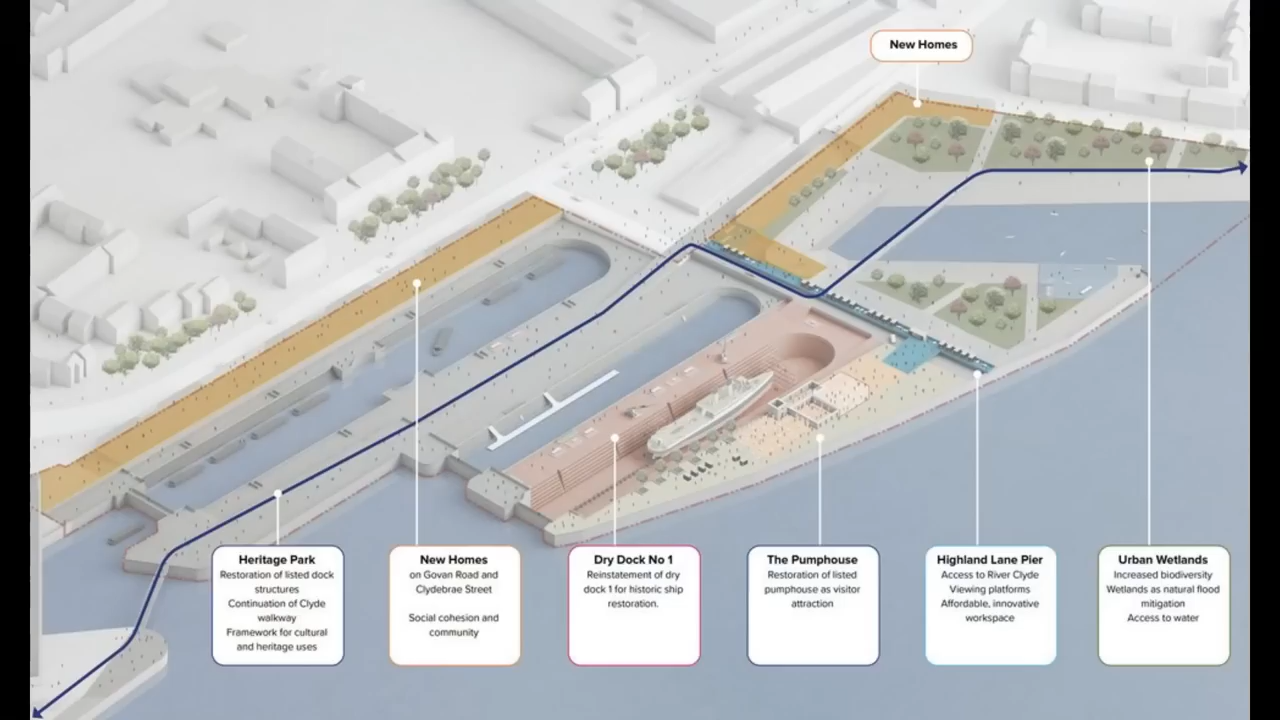 New Homes
Heritage Park
Restoration of listed dock
structures
Continuation of Clyde
walkway
Framework for cultural
and heritage uses
New Homes
on Govan Road and
Clydebrae Street
Social cohesion and
community
Dry Dock No 1
Reinstatement of dry
dock 1 for historic ship
restoration.
The Pumphouse
Restoration of listed
pumphouse as visitor
attraction
Highland Lane Pier
Access to River Clyde
Viewing platforms
Affordable, innovative
workspace
Urban Wetlands
Increased biodiversity
Wetlands as natural flood
mitigation
Access to water